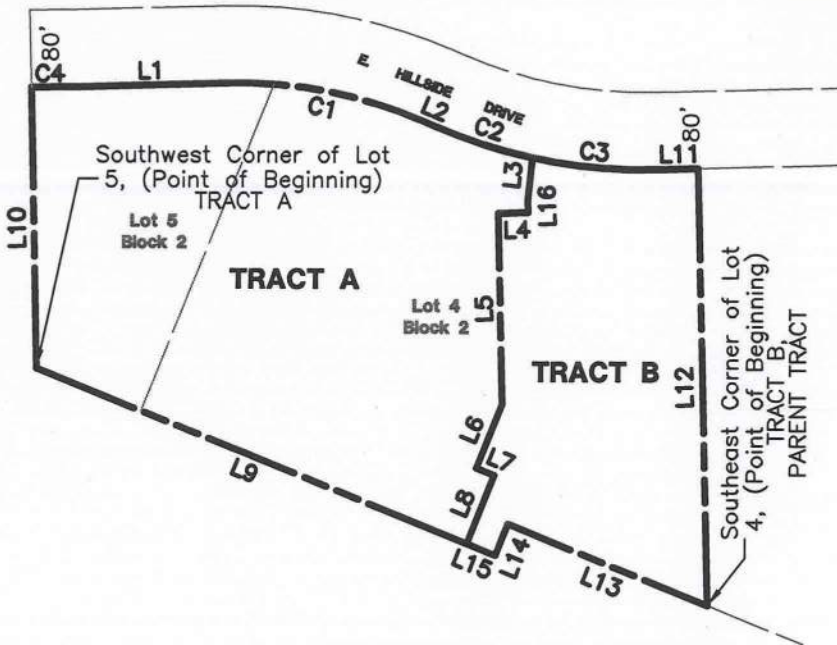 80'
C4
L1
E. HILLSIDE DRIVE
C1
L2
C2
80'
C3
L11
Southwest Corner of Lot
5, (Point of Beginning)
TRACT A
L3
L16
L4
L10
Lot 5
Block 2
TRACT A
Lot 4
Block 2
L5
TRACT B
L12
Southeast Corner of Lot
4, (Point of Beginning)
TRACT B,
PARENT TRACT
L6
L7
L9
L8
L15
L14
L13